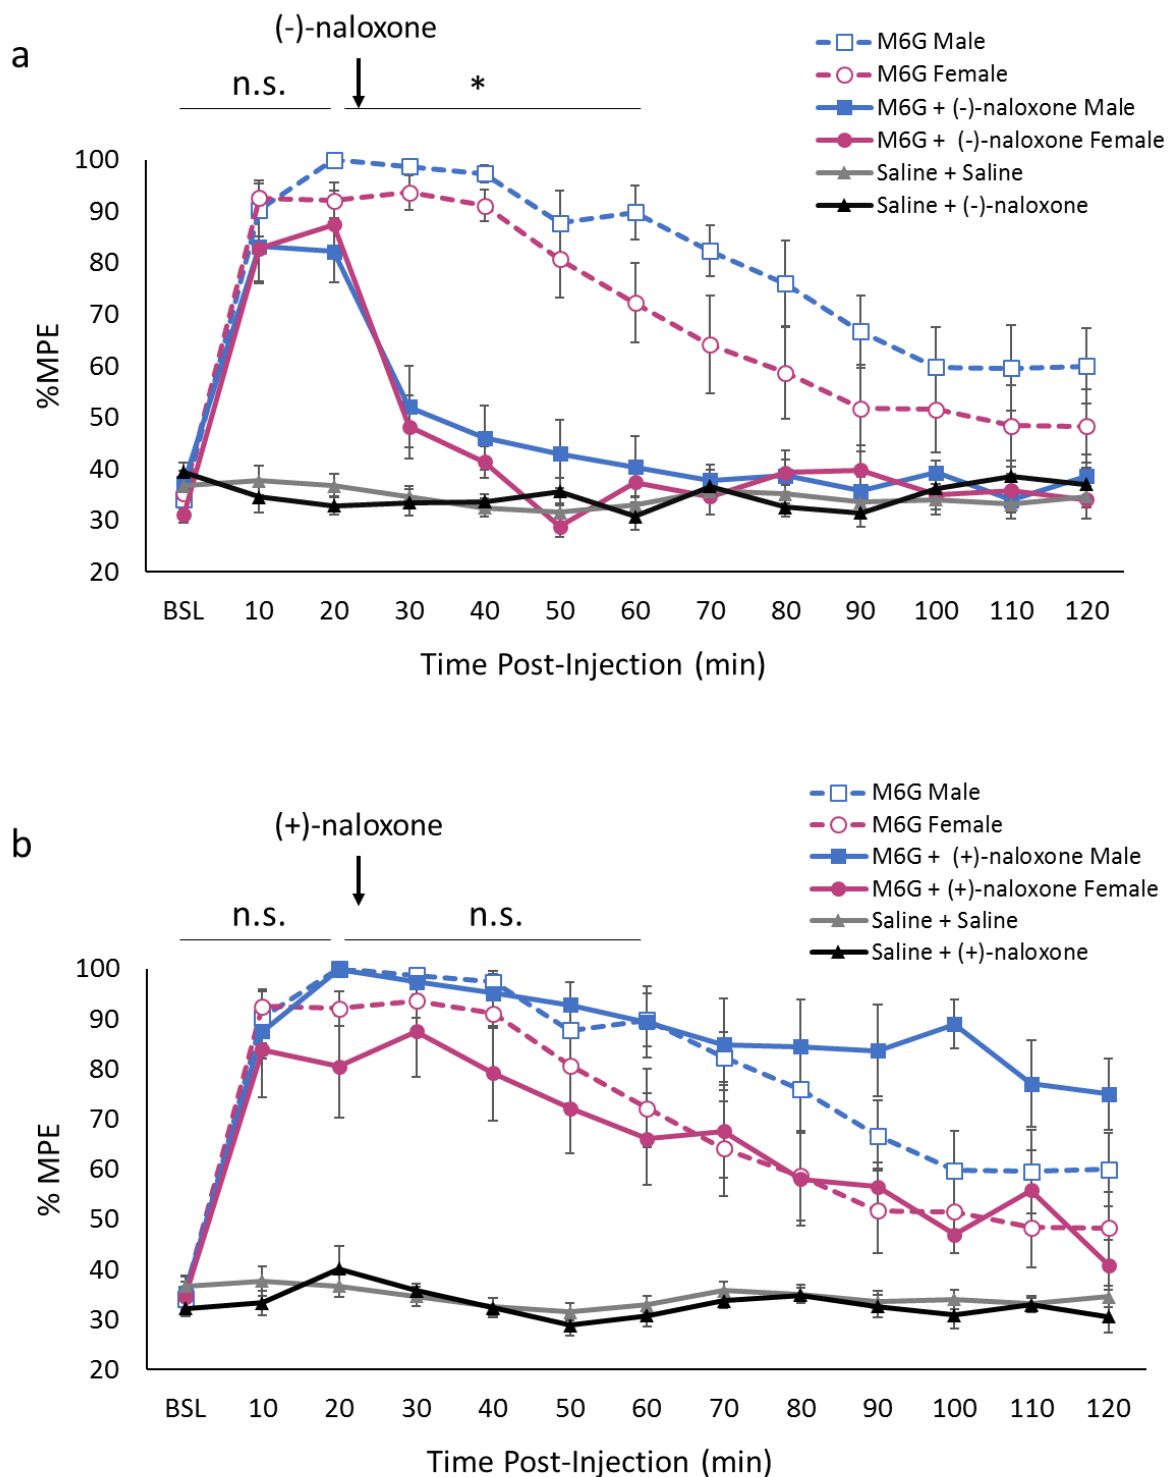 (-)-naloxone
a
n.s.
*
M6G Male
M6G Female
M6G + (-)-naloxone Male
M6G +  (-)-naloxone Female
Saline + Saline
Saline + (-)-naloxone
100
90
80
70
60
50
40
30
20
%MPE
BSL 10 20 30 40 50 60 70 80 90 100 110 120
Time Post-Injection (min)
(+)-naloxone
b
n.s.
n.s.
M6G Male
M6G Female
M6G +  (+)-naloxone Male
M6G + (+)-naloxone Female
Saline + Saline
Saline + (+)-naloxone
100
90
80
70
60
50
40
30
20
% MPE
BSL 10 20 30 40 50 60 70 80 90 100 110 120
Time Post-Injection (min)